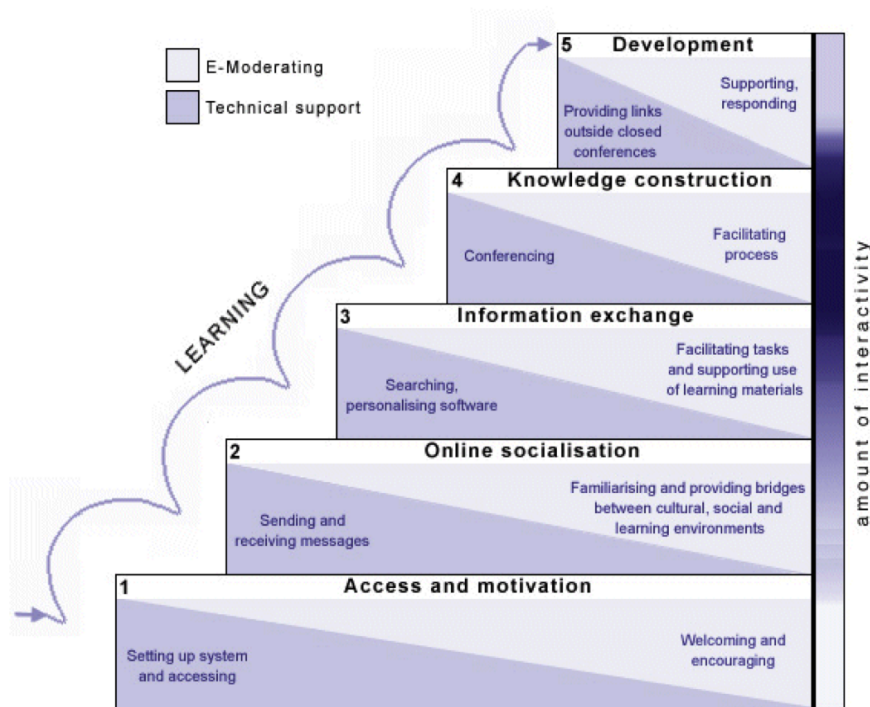 E-Moderating
Technical support
LEARNING
5 Development
Providing links
outside closed
conferences
Supporting,
responding
4 Knowledge construction
Conferencing
Facilitating
process
3 Information exchange
Searching,
personalising software
Facilitating tasks
and supporting use
of learning materials
2 Online socialisation
Sending and
receiving messages
Familiarising and providing bridges
between cultural, social and
learning environments
1 Access and motivation
Setting up system
and accessing
Welcoming and
encouraging
amount of interactivity